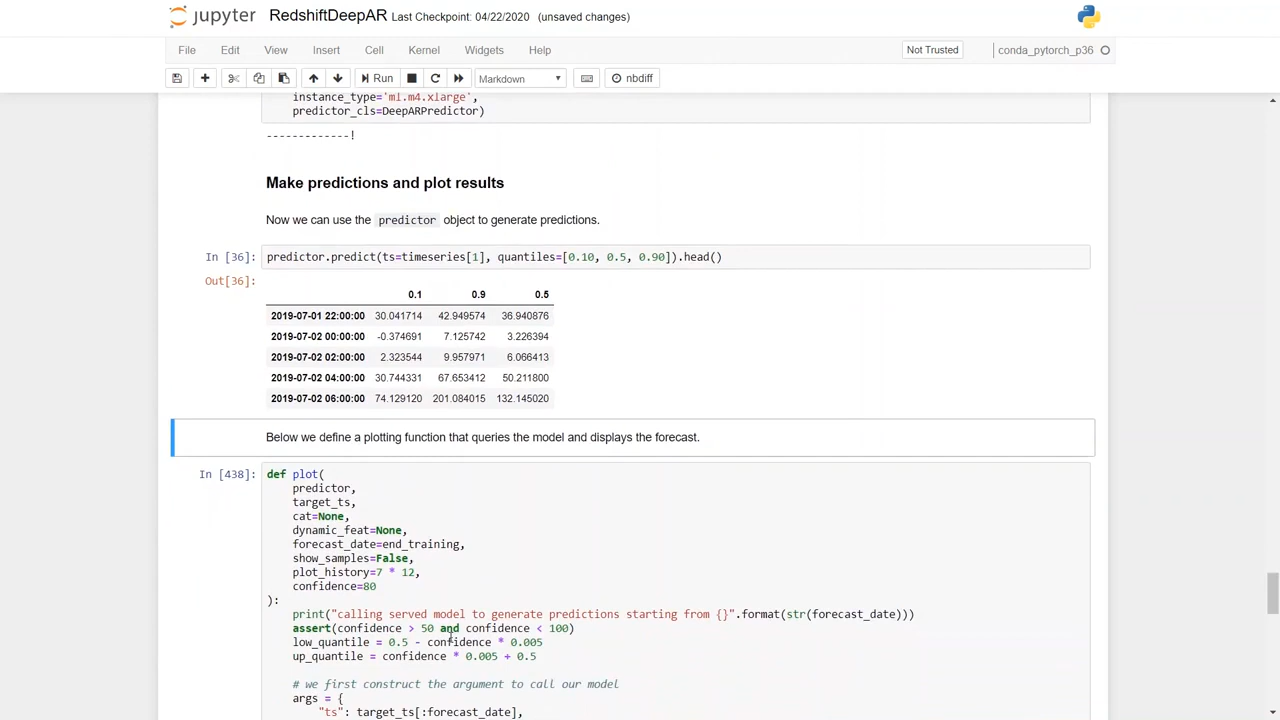 jupyter RedshiftDeepAR Last Checkpoint: 04/22/2020 (unsaved changes)
File Edit View Insert Cell Kernel Widgets Help Not Trusted conda_pytorch_p36
Run Markdown nbdiff
instance_type='ml.m4.xlarge',
predictor_cls=DeepARPredictor)
-------------!
Make predictions and plot results
Now we can use the predictor object to generate predictions.
In [36]: predictor.predict(ts=timeseries[1], quantiles=[0.10, 0.5, 0.90]).head()
Out[36]:
0.1 0.9 0.5
2019-07-01 22:00:00 30.041714 42.949574 36.940876
2019-07-02 00:00:00 -0.374691 7.125742 3.226394
2019-07-02 02:00:00 2.323544 9.957971 6.066413
2019-07-02 04:00:00 30.744331 67.653412 50.211800
2019-07-02 06:00:00 74.129120 201.084015 132.145020
Below we define a plotting function that queries the model and displays the forecast.
In [438]: def plot(
predictor,
target_ts,
cat=None,
dynamic_feat=None,
forecast_date=end_training,
show_samples=False,
plot_history=7 * 12,
confidence=80
):
print("calling served model to generate predictions starting from {}".format(str(forecast_date)))
assert(confidence > 50 and confidence < 100)
low_quantile = 0.5 - confidence * 0.005
up_quantile = confidence * 0.005 + 0.5
# we first construct the argument to call our model
args = {
"ts": target_ts[:forecast_date],